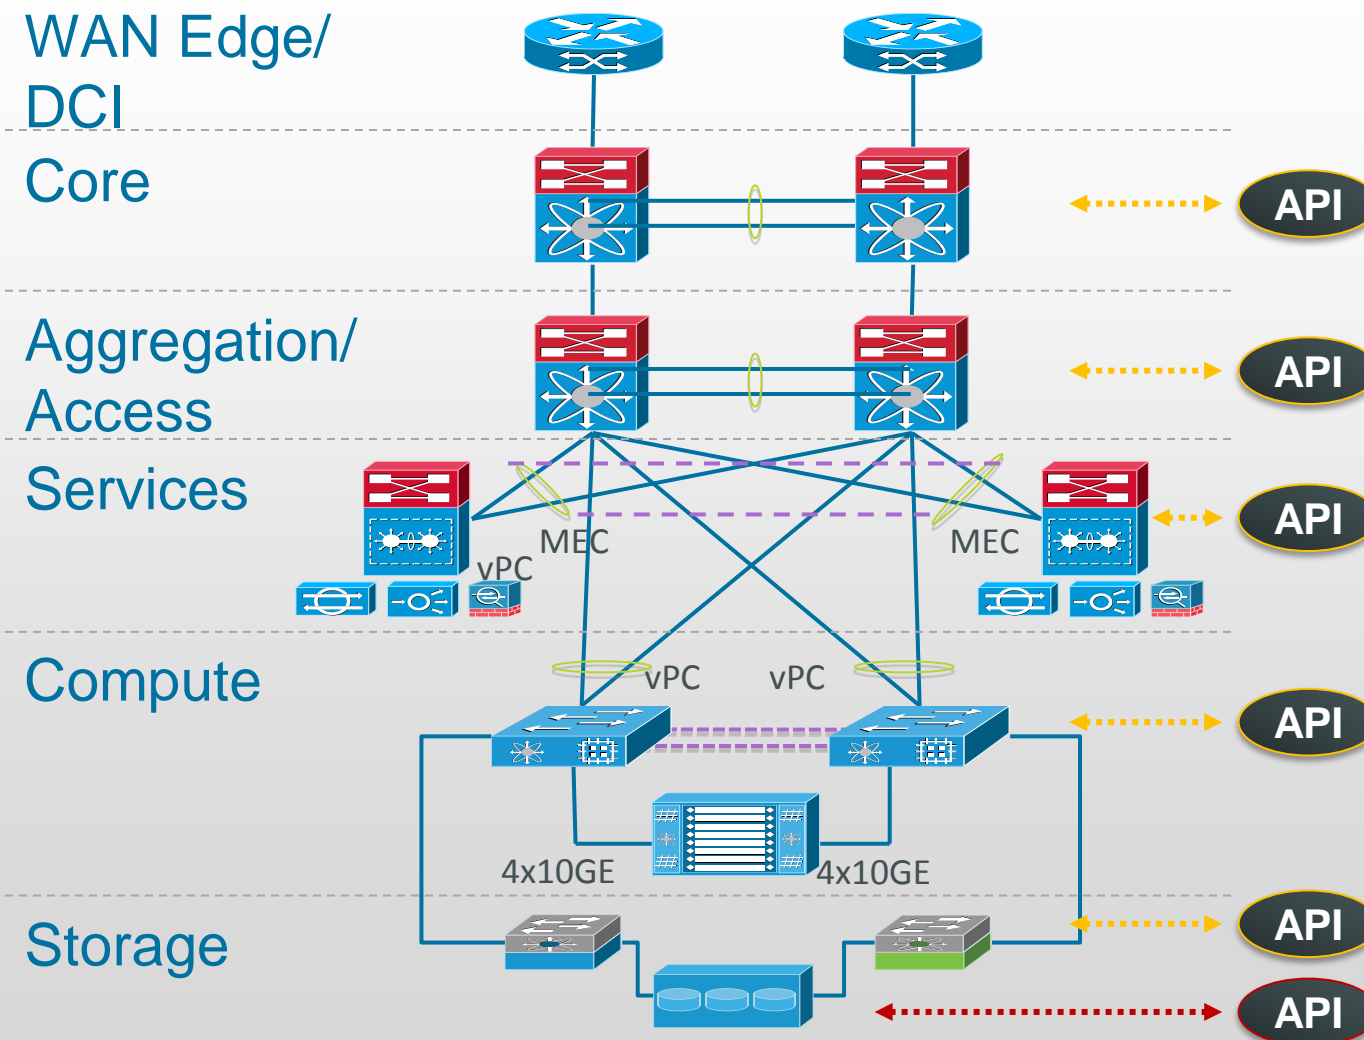 WAN Edge/
DCI
Core
API
Aggregation/
Access
API
Services
API
MEC
MEC
vPC
Compute
vPC
vPC
API
4x10GE
4x10GE
Storage
API
API